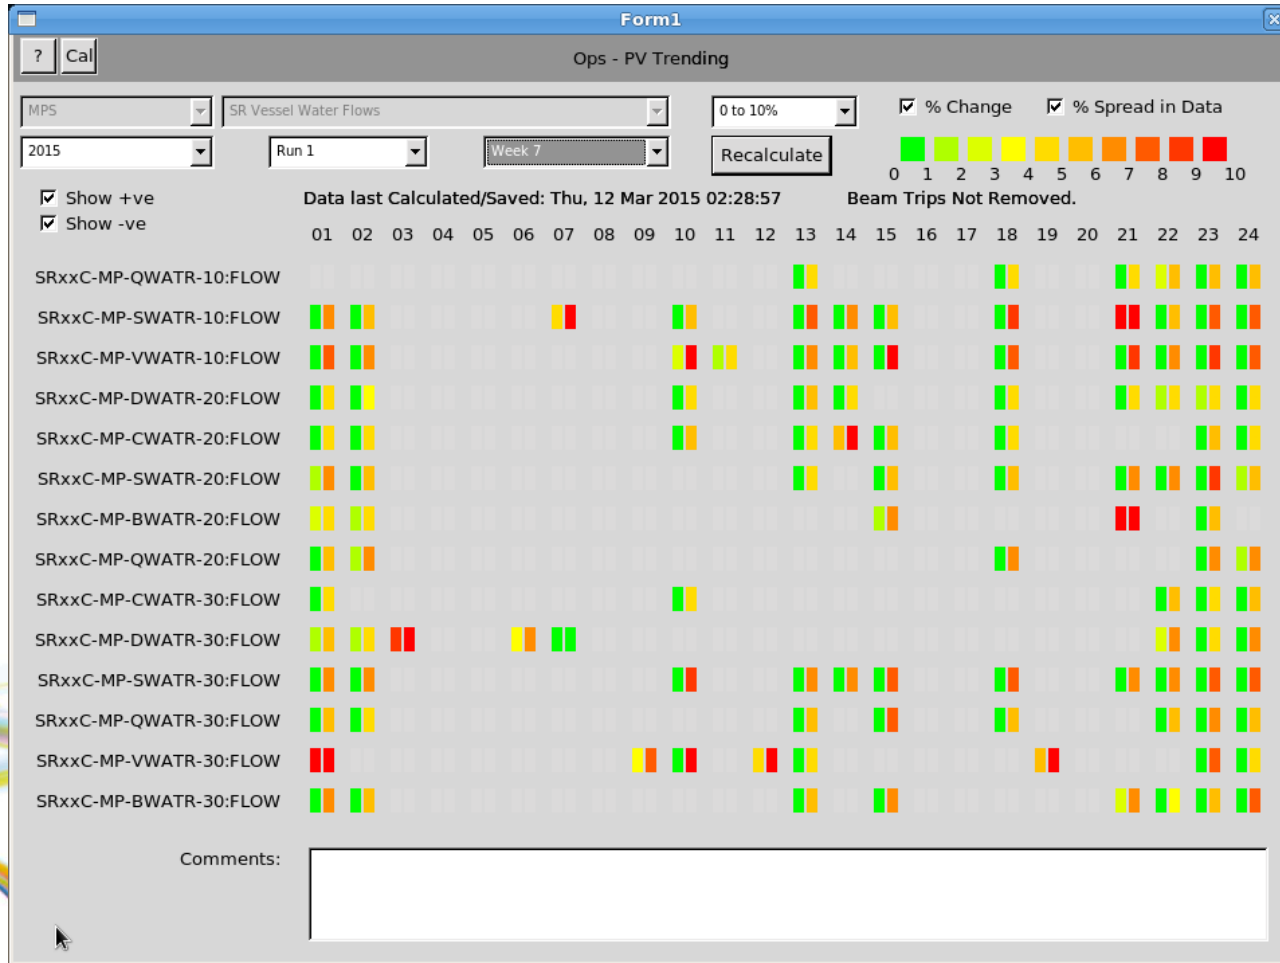 Form1
? Cal Ops - PV Trending
MPS SR Vessel Water Flows 0 to 10% % Change % Spread in Data
2015 Run 1 Week 7 Recalculate
0 1 2 3 4 5 6 7 8 9 10
Show +ve Data last Calculated/Saved: Thu, 12 Mar 2015 02:28:57 Beam Trips Not Removed.
Show -ve
01 02 03 04 05 06 07 08 09 10 11 12 13 14 15 16 17 18 19 20 21 22 23 24
SRxxC-MP-QWATR-10:FLOW
SRxxC-MP-SWATR-10:FLOW
SRxxC-MP-VWATR-10:FLOW
SRxxC-MP-DWATR-20:FLOW
SRxxC-MP-CWATR-20:FLOW
SRxxC-MP-SWATR-20:FLOW
SRxxC-MP-BWATR-20:FLOW
SRxxC-MP-QWATR-20:FLOW
SRxxC-MP-CWATR-30:FLOW
SRxxC-MP-DWATR-30:FLOW
SRxxC-MP-SWATR-30:FLOW
SRxxC-MP-QWATR-30:FLOW
SRxxC-MP-VWATR-30:FLOW
SRxxC-MP-BWATR-30:FLOW
Comments: